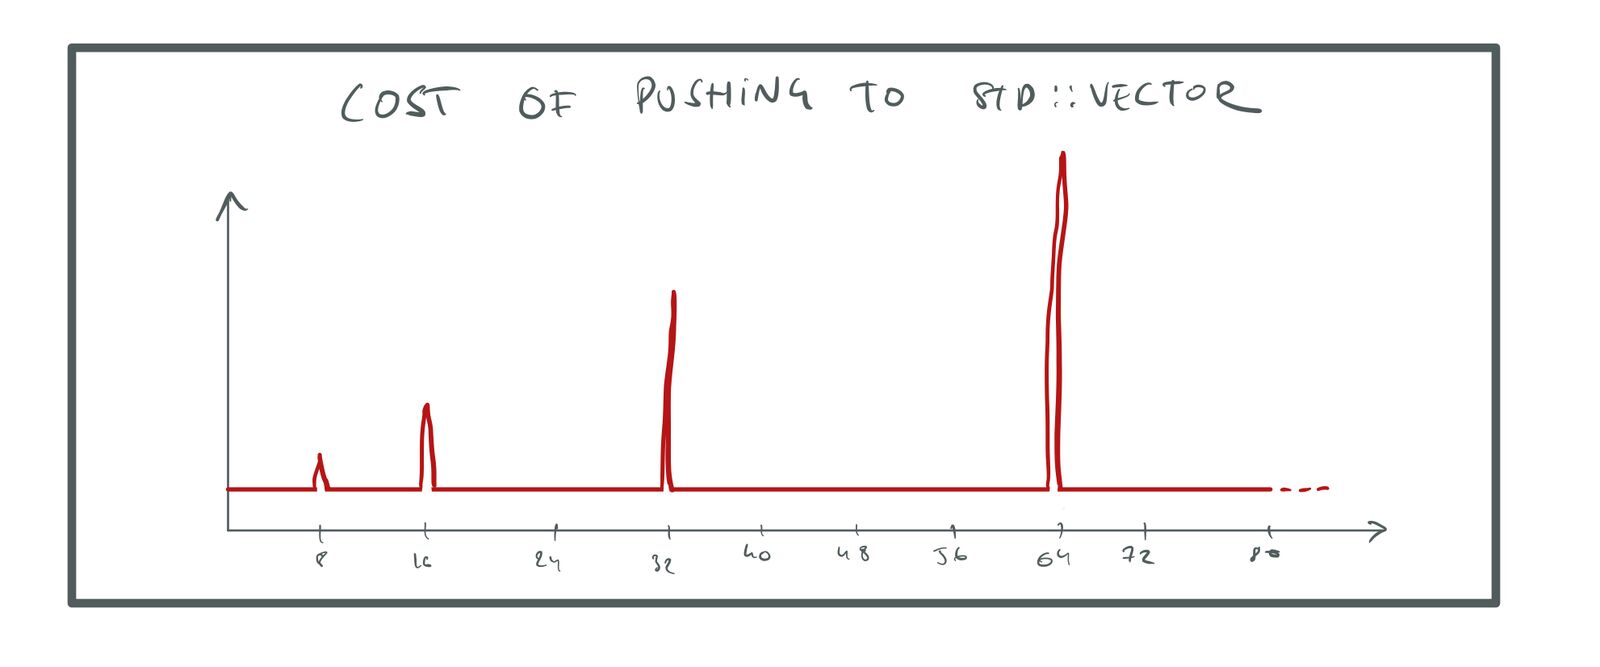 COST OF PUSHING TO STD::VECTOR
8 16 24 32 40 48 56 64 72 80